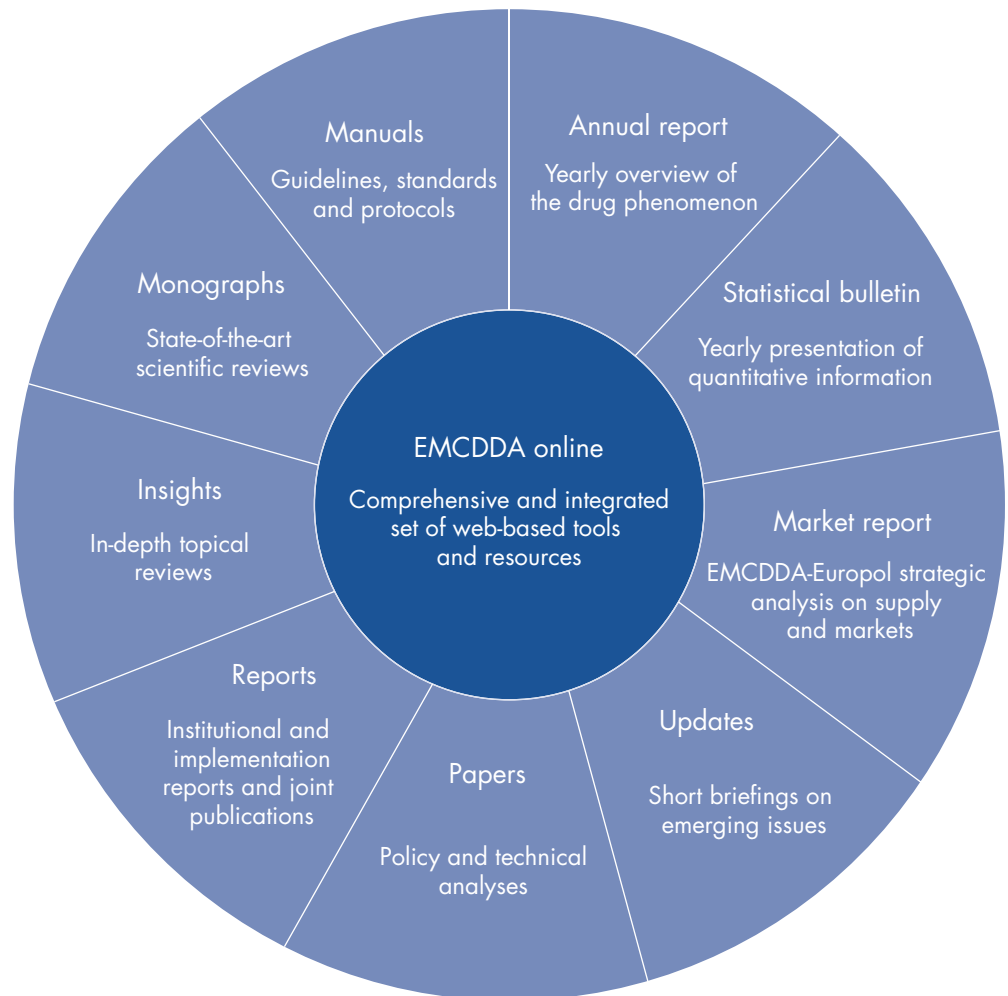 Manuals
Guidelines, standards
and protocols
Annual report
Yearly overview of
the drug phenomenon
Statistical bulletin
Yearly presentation of
quantitative information
Market report
EMCDDA-Europol strategic
analysis on supply
and markets
Updates
Short briefings on
emerging issues
Papers
Policy and technical
analyses
Reports
Institutional and
implementation
reports and joint
publications
Insights
In-depth topical
reviews
Monographs
State-of-the-art
scientific reviews
EMCDDA online
Comprehensive and integrated
set of web-based tools
and resources